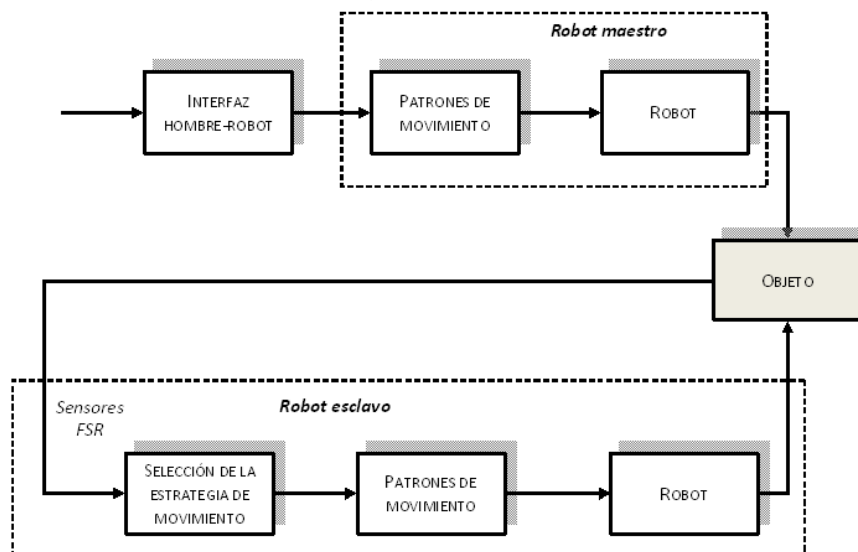 Robot maestro
INTERFAZ
HOMBRE-ROBOT
PATRONES DE
MOVIMIENTO
ROBOT
OBJETO
Sensores
FSR
Robot esclavo
SELECCIÓN DE LA
ESTRATEGIA DE
MOVIMIENTO
PATRONES DE
MOVIMIENTO
ROBOT